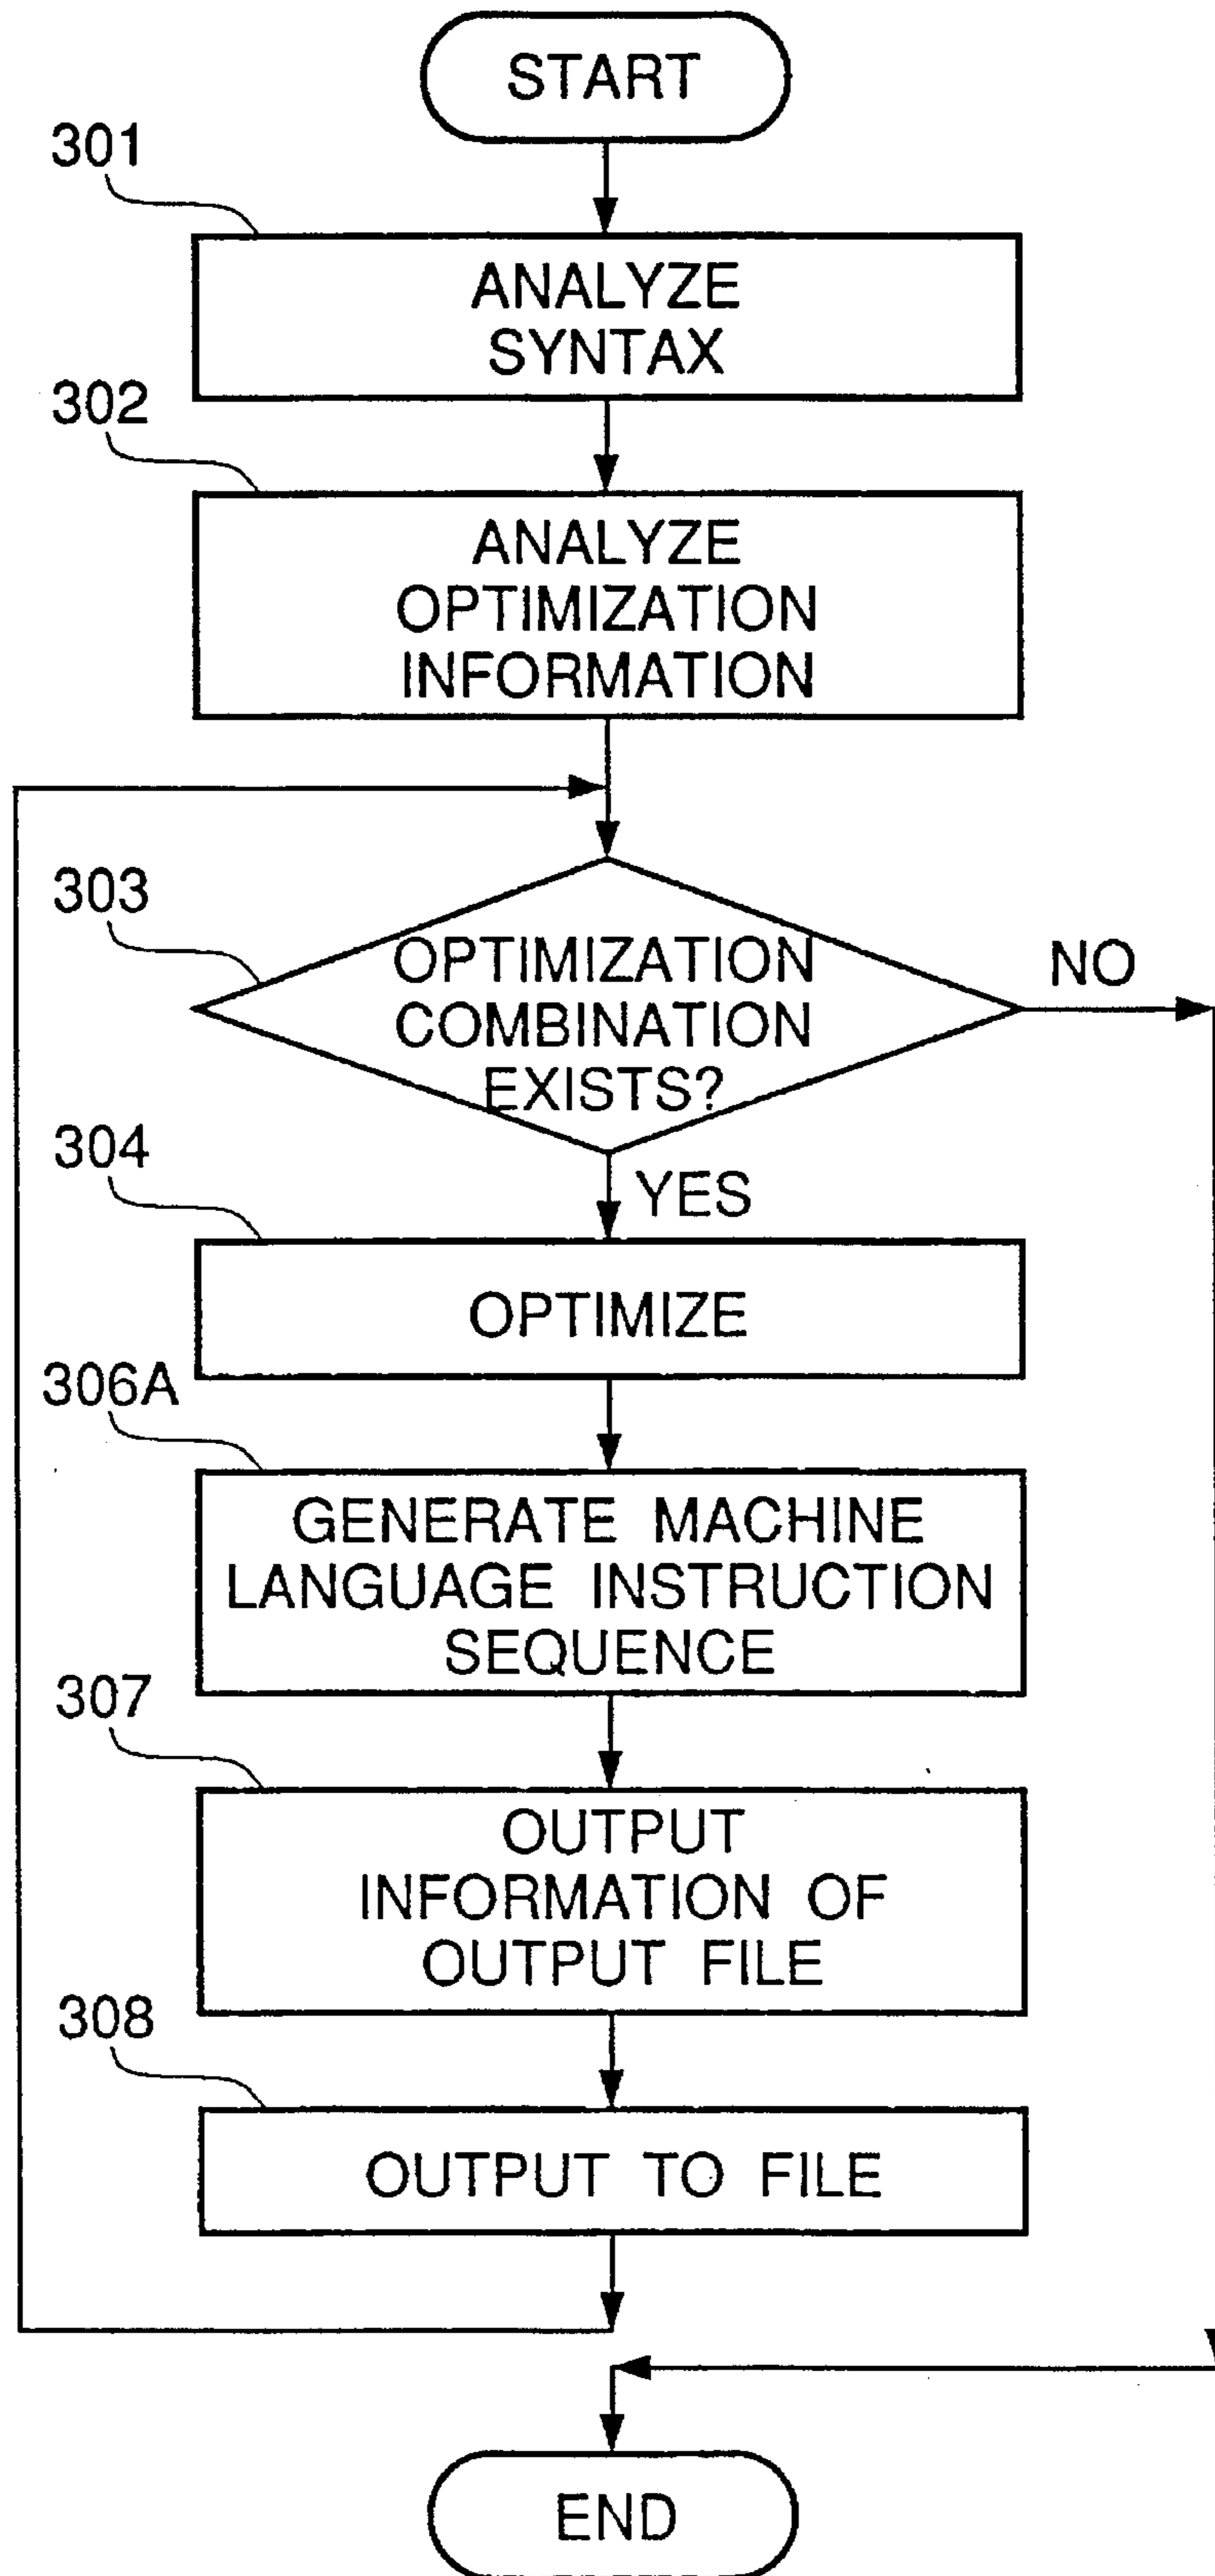 START
301
ANALYZE
SYNTAX
302
ANALYZE
OPTIMIZATION
INFORMATION
303
OPTIMIZATION
COMBINATION
EXISTS?
NO
YES
304
OPTIMIZE
306A
GENERATE MACHINE
LANGUAGE INSTRUCTION
SEQUENCE
307
OUTPUT
INFORMATION OF
OUTPUT FILE
308
OUTPUT TO FILE
END